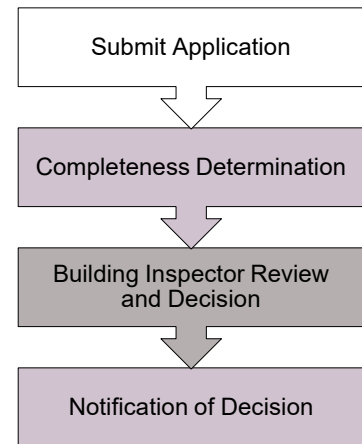 Submit Application
Completeness Determination
Building Inspector Review
and Decision
Notification of Decision